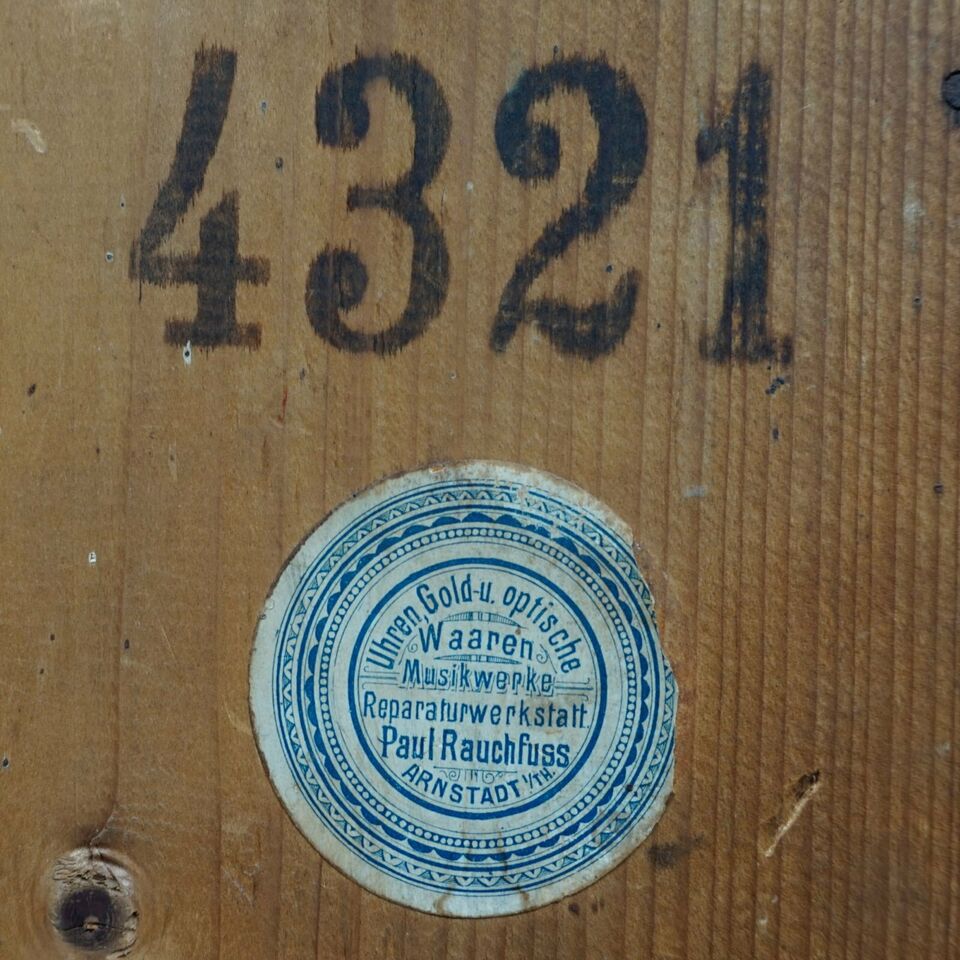 4321
Uhren, Gold-u. optische
Waaren
Musikwerke
Reparaturwerkstatt
Paul Rauchfuss
ARNSTADT I/TH.